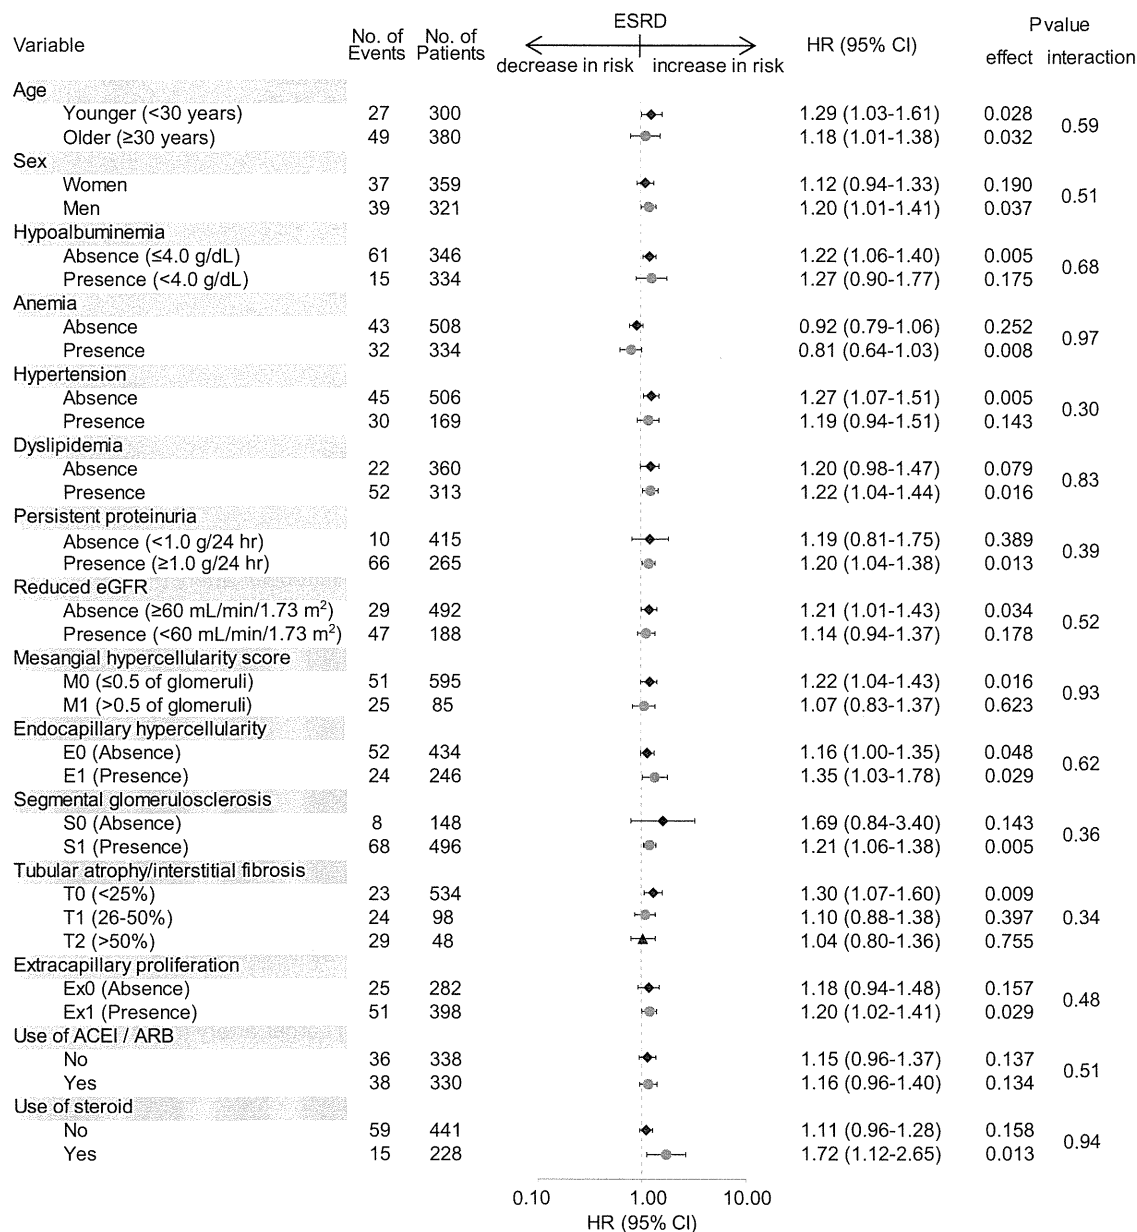 ESRD
P value
Variable No. of Events No. of Patients HR (95% CI) effect interaction
decrease in risk increase in risk
Age
Younger (<30 years) 27 300 1.29 (1.03-1.61) 0.028
0.59
Older (≥30 years) 49 380 1.18 (1.01-1.38) 0.032
Sex
Women 37 359 1.12 (0.94-1.33) 0.190
0.51
Men 39 321 1.20 (1.01-1.41) 0.037
Hypoalbuminemia
Absence (≤4.0 g/dL) 61 346 1.22 (1.06-1.40) 0.005
0.68
Presence (<4.0 g/dL) 15 334 1.27 (0.90-1.77) 0.175
Anemia
Absence 43 508 0.92 (0.79-1.06) 0.252
0.97
Presence 32 334 0.81 (0.64-1.03) 0.008
Hypertension
Absence 45 506 1.27 (1.07-1.51) 0.005
0.30
Presence 30 169 1.19 (0.94-1.51) 0.143
Dyslipidemia
Absence 22 360 1.20 (0.98-1.47) 0.079
0.83
Presence 52 313 1.22 (1.04-1.44) 0.016
Persistent proteinuria
Absence (<1.0 g/24 hr) 10 415 1.19 (0.81-1.75) 0.389
0.39
Presence (≥1.0 g/24 hr) 66 265 1.20 (1.04-1.38) 0.013
Reduced eGFR
Absence (≥60 mL/min/1.73 m²) 29 492 1.21 (1.01-1.43) 0.034
0.52
Presence (<60 mL/min/1.73 m²) 47 188 1.14 (0.94-1.37) 0.178
Mesangial hypercellularity score
M0 (≤0.5 of glomeruli) 51 595 1.22 (1.04-1.43) 0.016
0.93
M1 (>0.5 of glomeruli) 25 85 1.07 (0.83-1.37) 0.623
Endocapillary hypercellularity
E0 (Absence) 52 434 1.16 (1.00-1.35) 0.048
0.62
E1 (Presence) 24 246 1.35 (1.03-1.78) 0.029
Segmental glomerulosclerosis
S0 (Absence) 8 148 1.69 (0.84-3.40) 0.143
0.36
S1 (Presence) 68 496 1.21 (1.06-1.38) 0.005
Tubular atrophy/interstitial fibrosis
T0 (<25%) 23 534 1.30 (1.07-1.60) 0.009
T1 (26-50%) 24 98 1.10 (0.88-1.38) 0.397 0.34
T2 (>50%) 29 48 1.04 (0.80-1.36) 0.755
Extracapillary proliferation
Ex0 (Absence) 25 282 1.18 (0.94-1.48) 0.157
0.48
Ex1 (Presence) 51 398 1.20 (1.02-1.41) 0.029
Use of ACEI / ARB
No 36 338 1.15 (0.96-1.37) 0.137
0.51
Yes 38 330 1.16 (0.96-1.40) 0.134
Use of steroid
No 59 441 1.11 (0.96-1.28) 0.158
0.94
Yes 15 228 1.72 (1.12-2.65) 0.013
0.10 1.00 10.00
HR (95% CI)